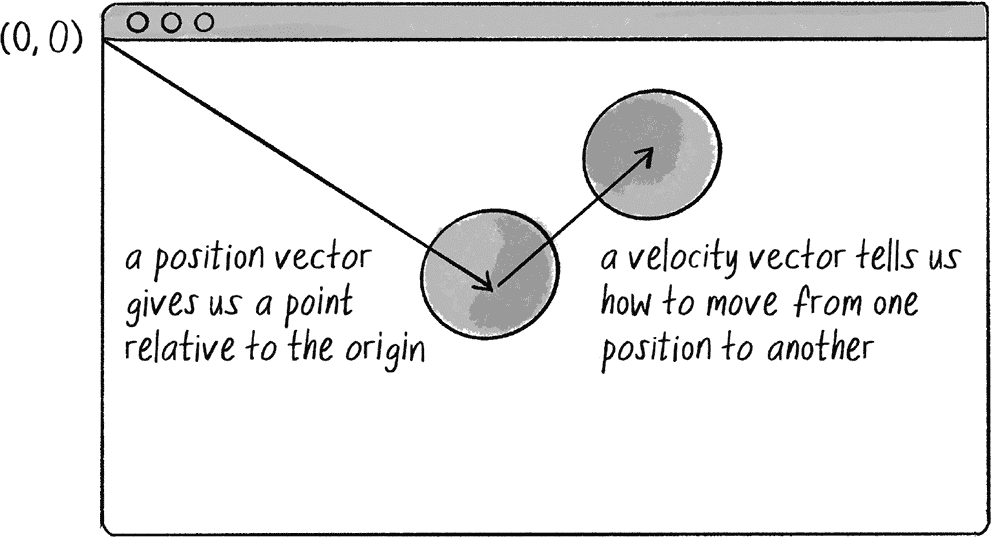 (0, 0)
a position vector
gives us a point
relative to the origin
a velocity vector tells us
how to move from one
position to another